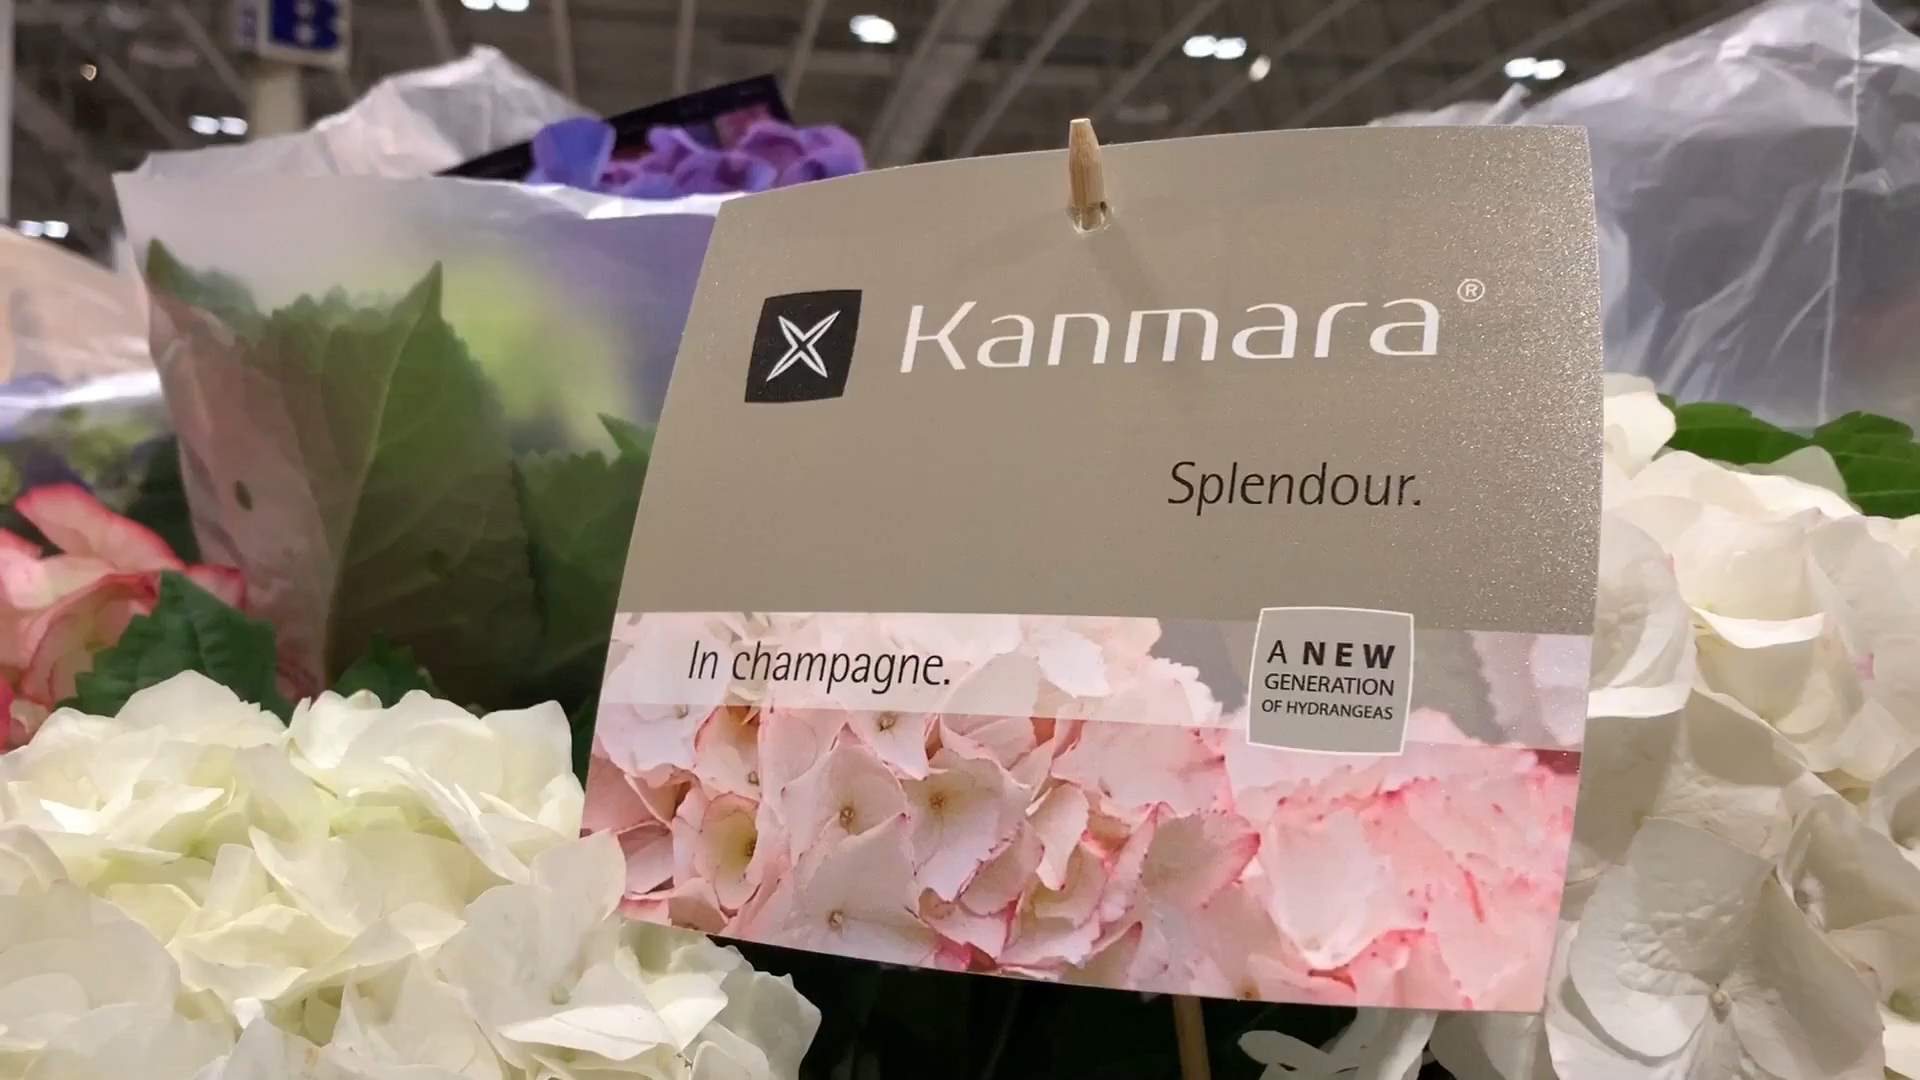 Kanmara®
Splendour.
In champagne.
A NEW
GENERATION
OF HYDRANGEAS